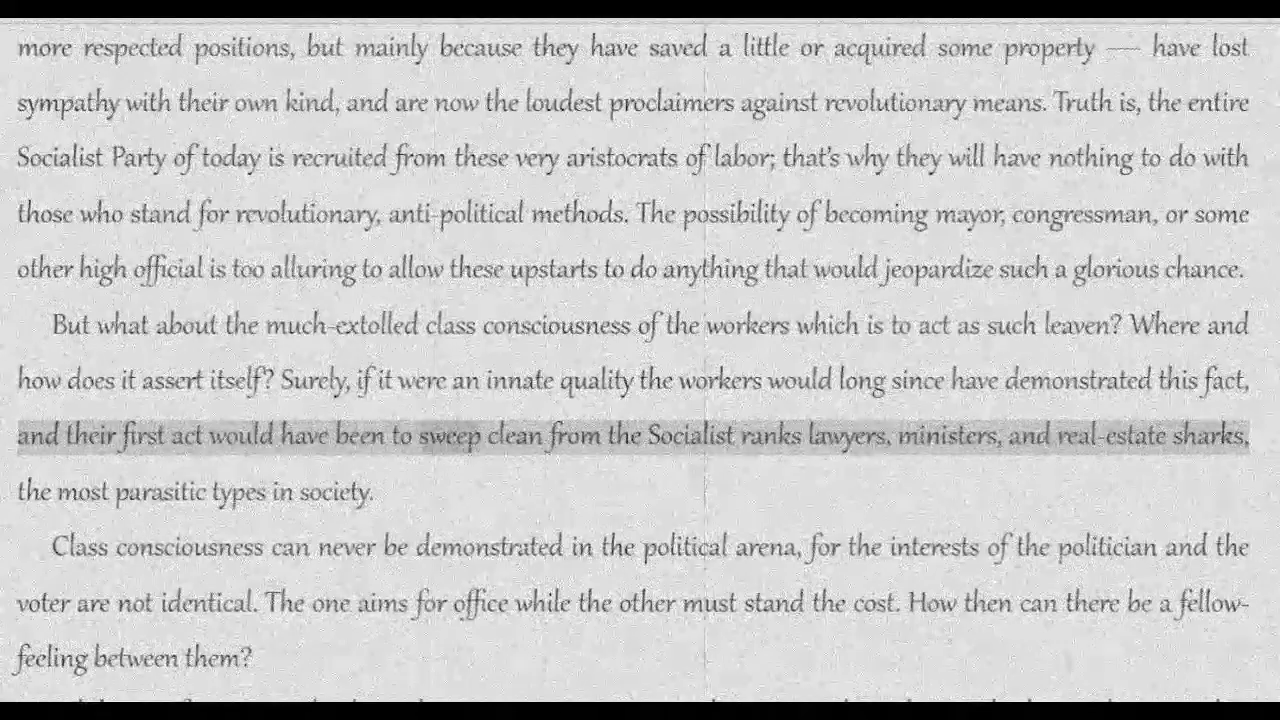 more respected positions, but mainly because they have saved a little or acquired some property — have lost
sympathy with their own kind, and are now the loudest proclaimers against revolutionary means. Truth is, the entire
Socialist Party of today is recruited from these very aristocrats of labor; that's why they will have nothing to do with
those who stand for revolutionary, anti-political methods. The possibility of becoming mayor, congressman, or some
other high official is too alluring to allow these upstarts to do anything that would jeopardize such a glorious chance.
But what about the much-extolled class consciousness of the workers which is to act as such leaven? Where and
how does it assert itself? Surely, if it were an innate quality the workers would long since have demonstrated this fact,
and their first act would have been to sweep clean from the Socialist ranks lawyers, ministers, and real-estate sharks,
the most parasitic types in society.
Class consciousness can never be demonstrated in the political arena, for the interests of the politician and the
voter are not identical. The one aims for office while the other must stand the cost. How then can there be a fellow-
feeling between them?